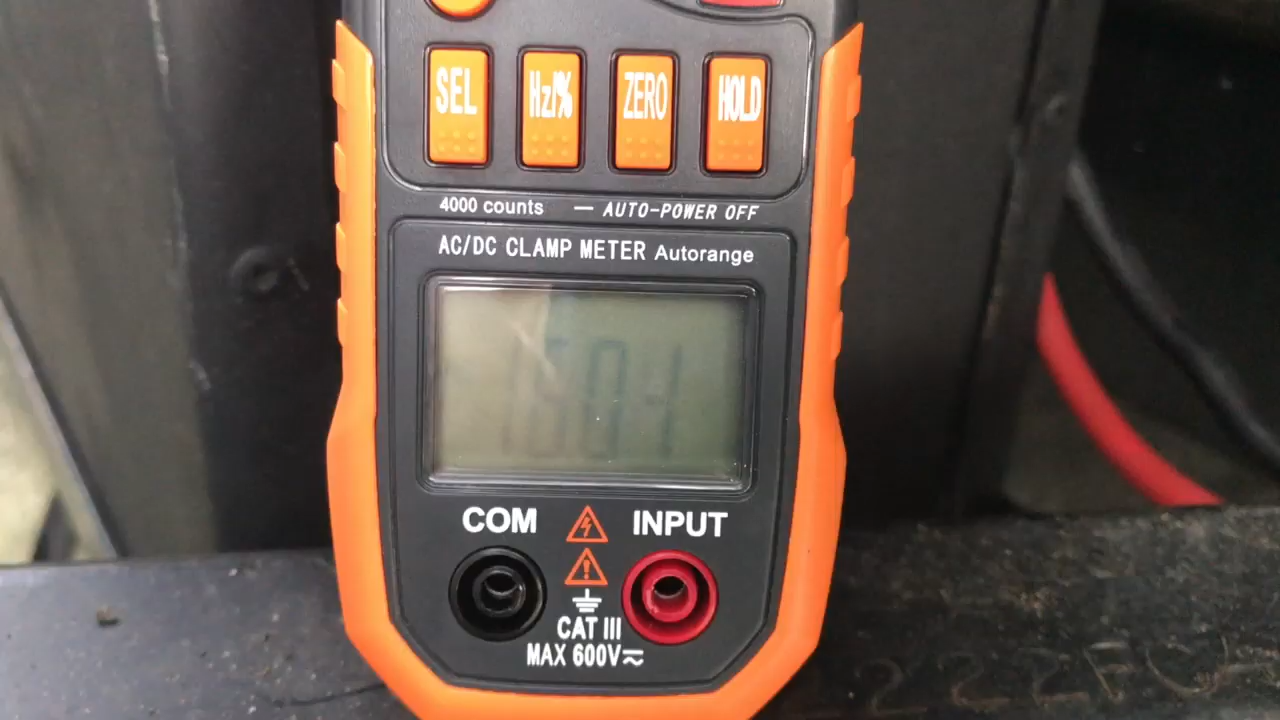 SEL Hz/% ZERO HOLD
4000 counts — AUTO-POWER OFF
AC/DC CLAMP METER Autorange
COM INPUT
CAT III
MAX 600V